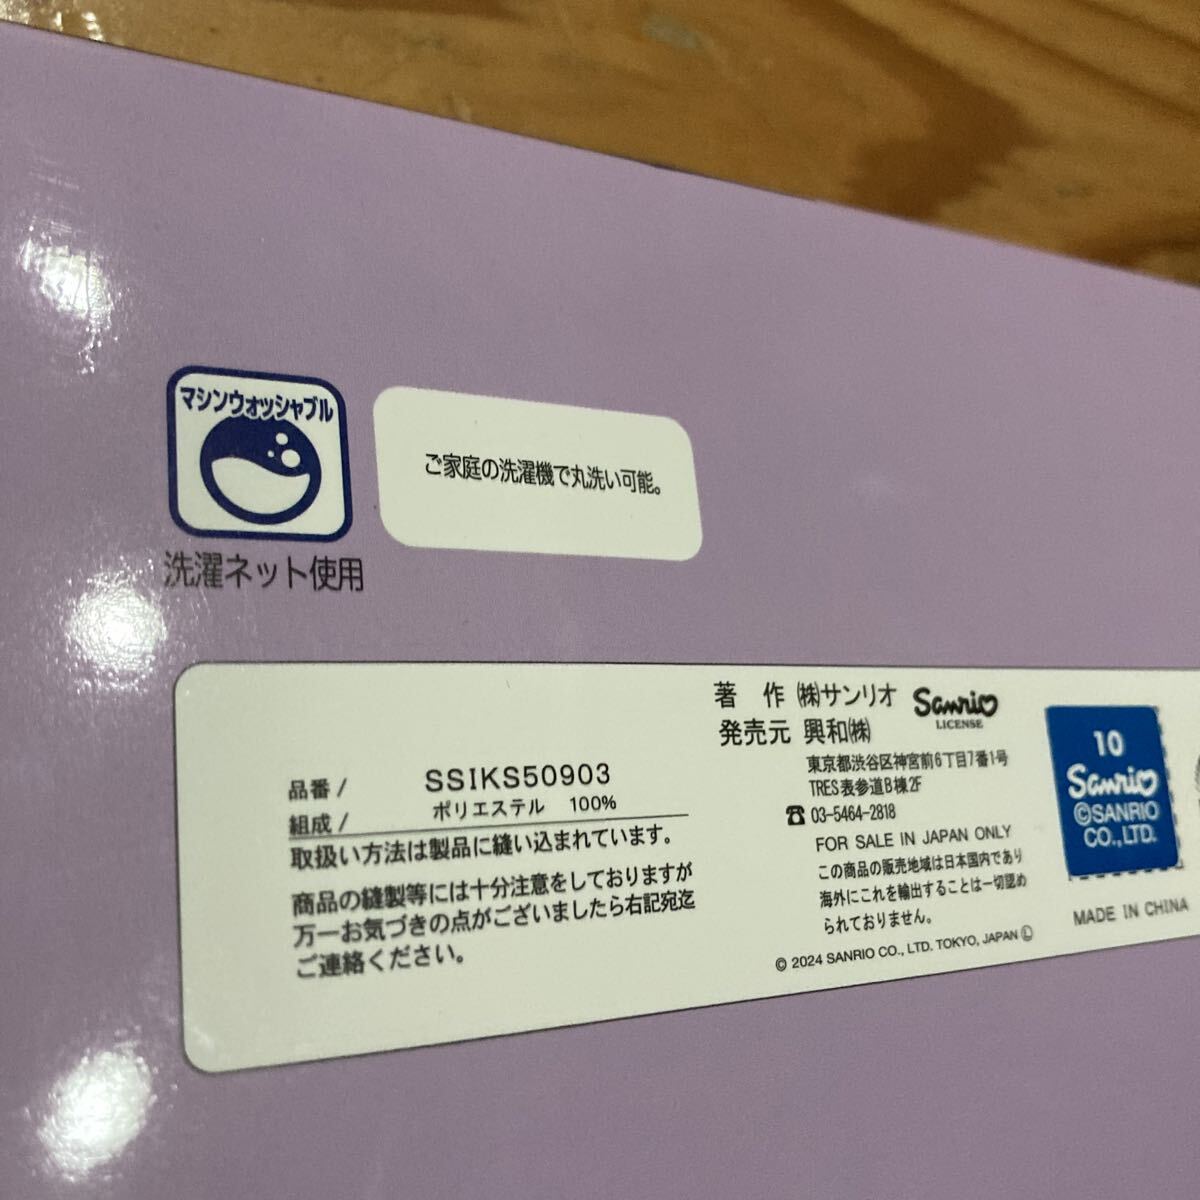 マシンウォッシャブル
洗濯ネット使用
ご家庭の洗濯機で丸洗い可能。
品番/ SSIKS50903
組成/ ポリエステル 100%
取扱い方法は製品に縫い込まれています。
商品の縫製等には十分注意をしておりますが
万一お気づきの点がございましたら右記宛迄
ご連絡ください。
著 作 ㈱サンリオ Sanrio
LICENSE
発売元 興和㈱
東京都渋谷区神宮前6丁目7番1号
TRES表参道B棟2F
☎ 03-5464-2818
FOR SALE IN JAPAN ONLY
この商品の販売地域は日本国内であり
海外にこれを輸出することは一切認め
られておりません。
© 2024 SANRIO CO., LTD. TOKYO, JAPAN Ⓛ
10
Sanrio
©SANRIO
CO.,LTD.
MADE IN CHINA